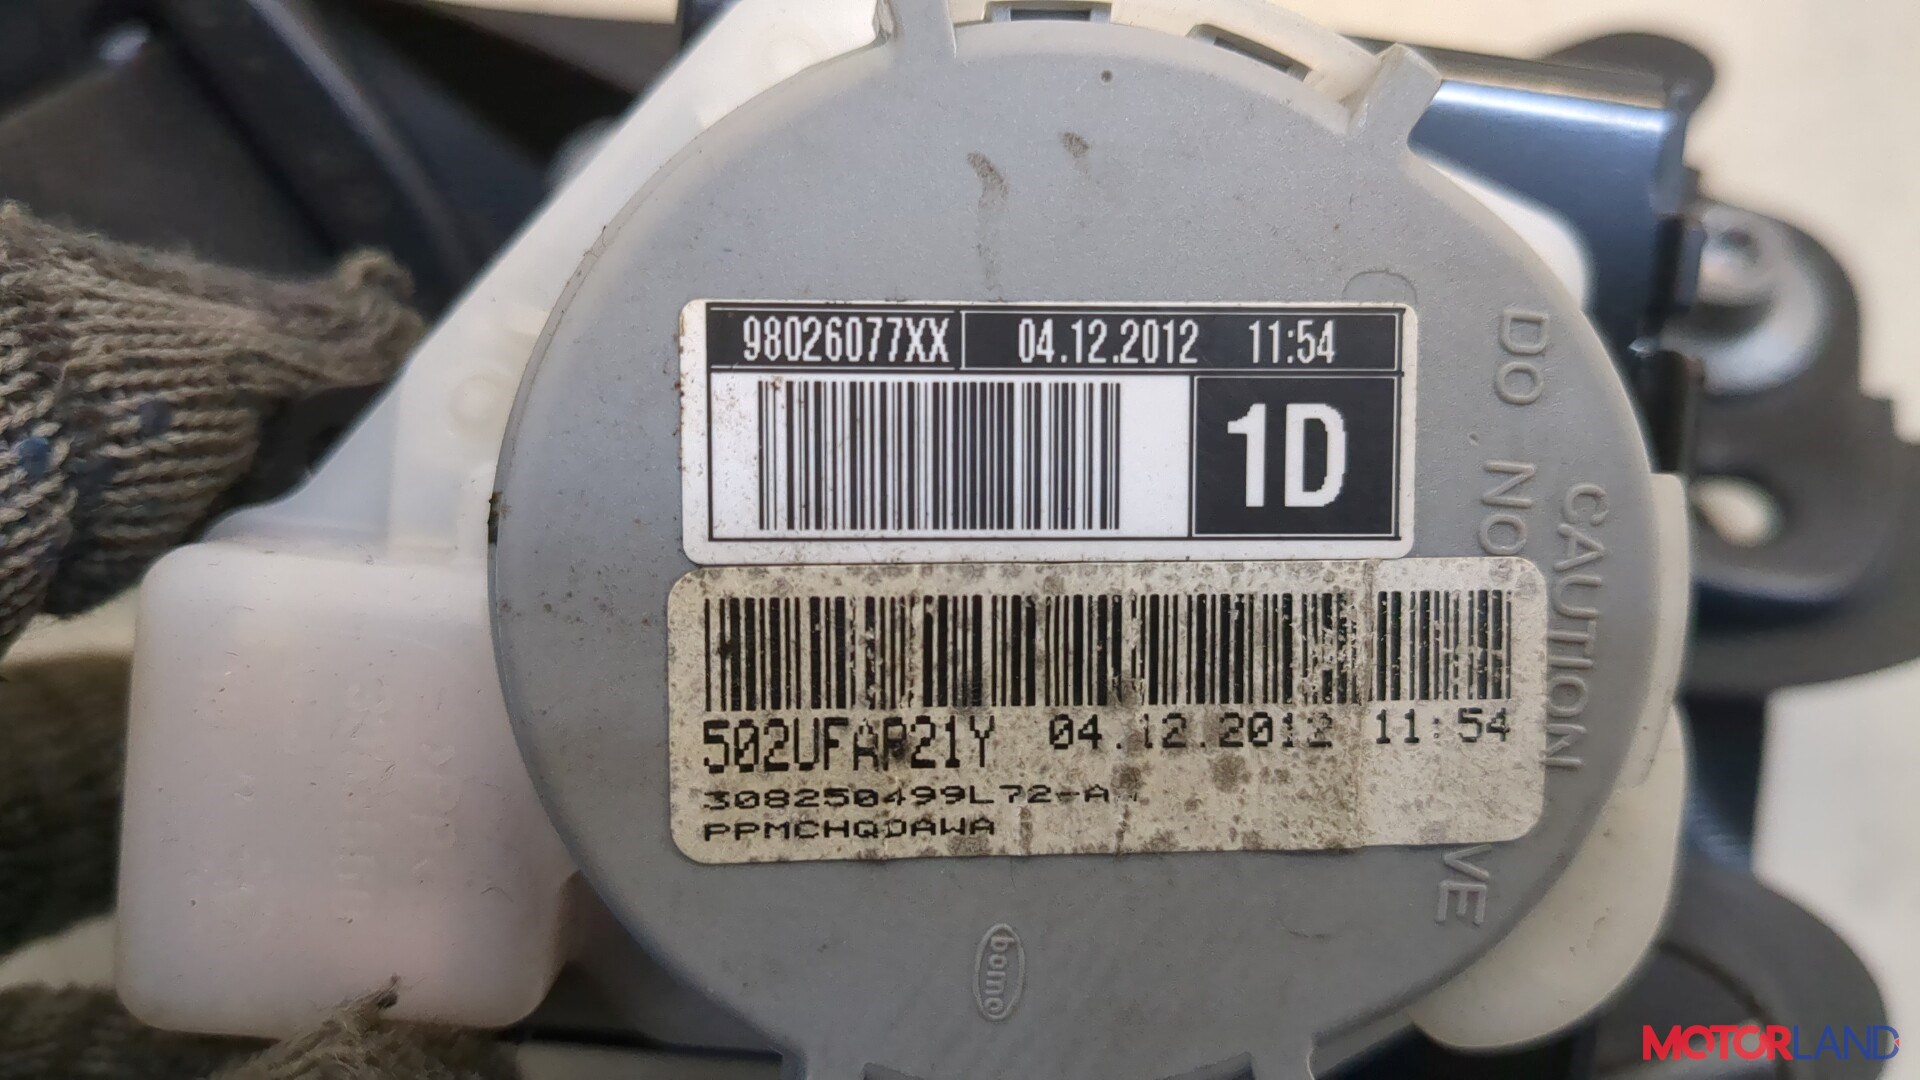 98026077XX 04.12.2012 11:54
1D
502UFAP21Y 04.12.2012 11:54
308250499L72-A
PPMCHQDAWA
CAUTION
DO NO VE
bomo
MOTORLAND